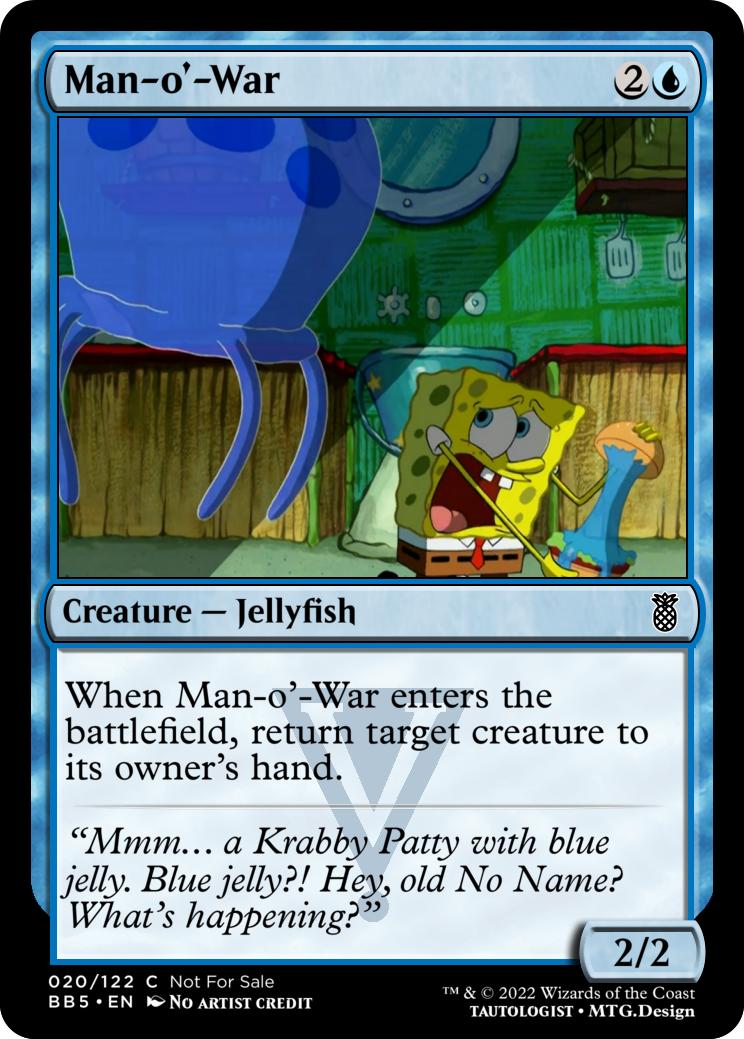 Man-o'-War 2
Creature — Jellyfish
When Man-o'-War enters the
battlefield, return target creature to
its owner's hand.
“Mmm… a Krabby Patty with blue
jelly. Blue jelly?! Hey, old No Name?
What's happening?”
2/2
020/122 C Not For Sale
BB5 • EN No artist credit
™ & © 2022 Wizards of the Coast
TAUTOLOGIST • MTG.Design